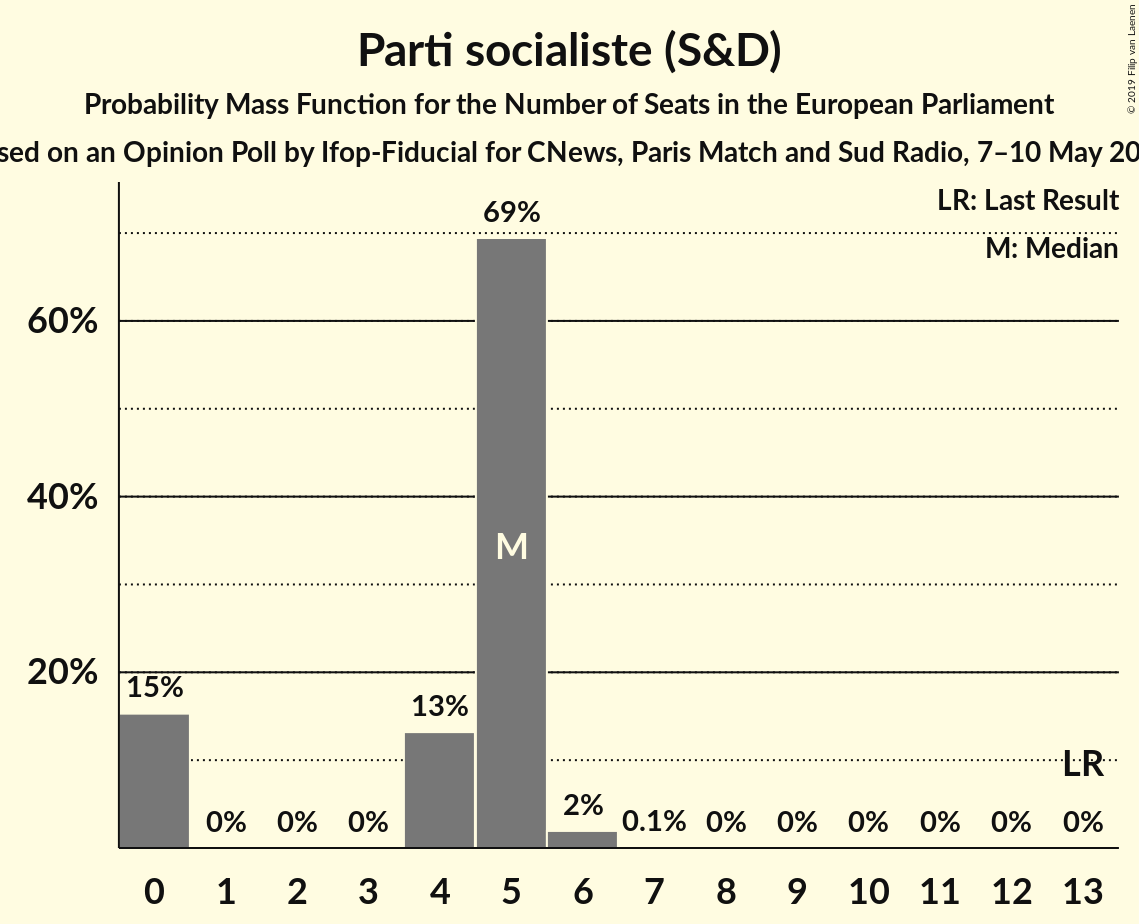 Parti socialiste (S&D)
Probability Mass Function for the Number of Seats in the European Parliament
sed on an Opinion Poll by Ifop-Fiducial for CNews, Paris Match and Sud Radio, 7–10 May 20
© 2019 Filip van Laenen
LR: Last Result
M: Median
69%
60%
40%
M
20%
15%
13%
LR
2%
0% 0% 0% 0.1% 0% 0% 0% 0% 0% 0%
0 1 2 3 4 5 6 7 8 9 10 11 12 13